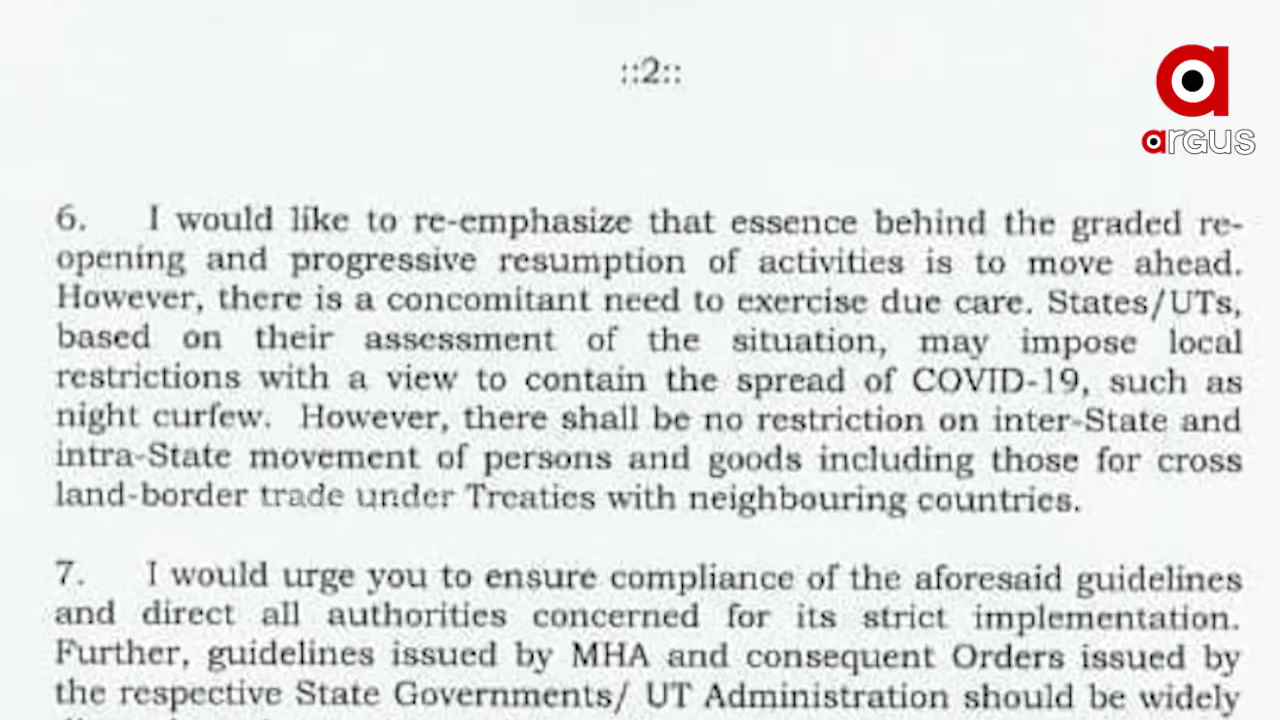 ::2::
argus
6. I would like to re-emphasize that essence behind the graded re-
opening and progressive resumption of activities is to move ahead.
However, there is a concomitant need to exercise due care. States/UTs,
based on their assessment of the situation, may impose local
restrictions with a view to contain the spread of COVID-19, such as
night curfew. However, there shall be no restriction on inter-State and
intra-State movement of persons and goods including those for cross
land-border trade under Treaties with neighbouring countries.
7. I would urge you to ensure compliance of the aforesaid guidelines
and direct all authorities concerned for its strict implementation.
Further, guidelines issued by MHA and consequent Orders issued by
the respective State Governments/ UT Administration should be widely